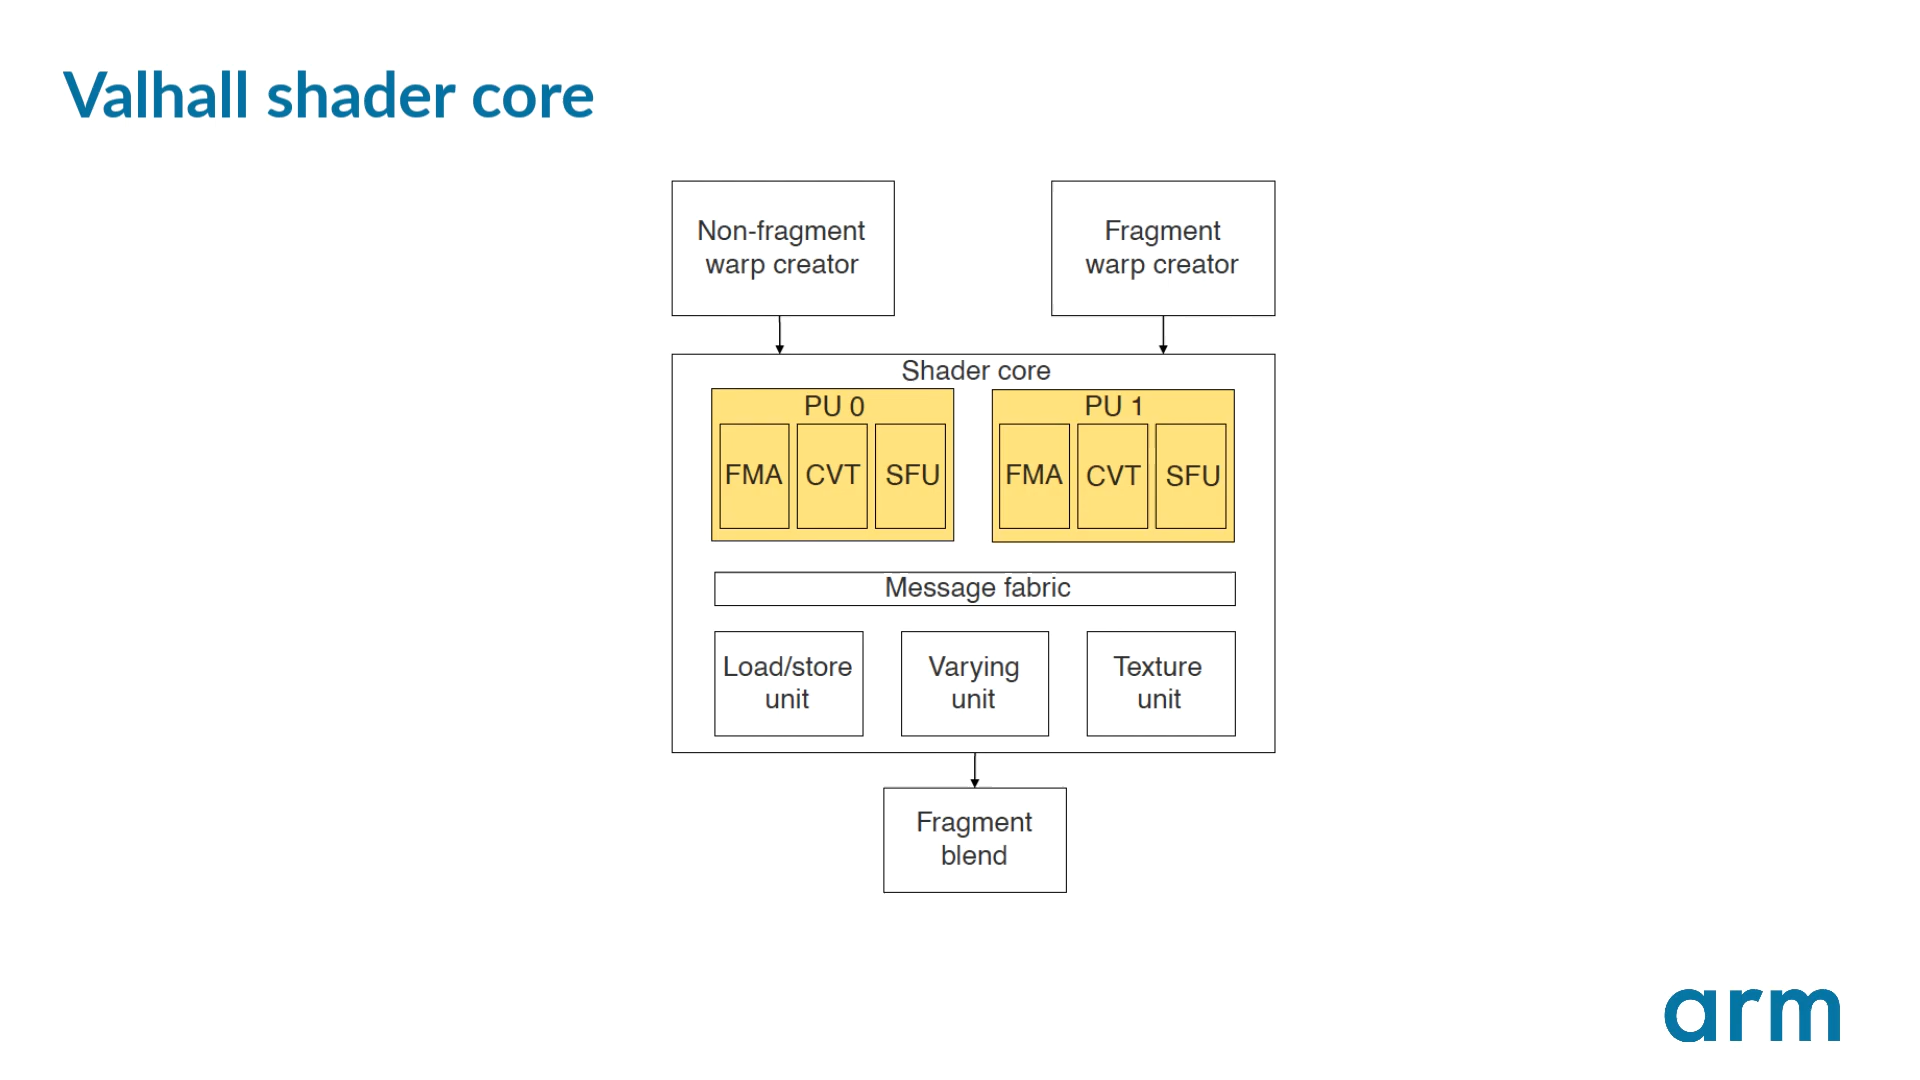 Valhall shader core
Non-fragment
warp creator
Fragment
warp creator
Shader core
PU 0
FMA
CVT
SFU
PU 1
FMA
CVT
SFU
Message fabric
Load/store
unit
Varying
unit
Texture
unit
Fragment
blend
arm